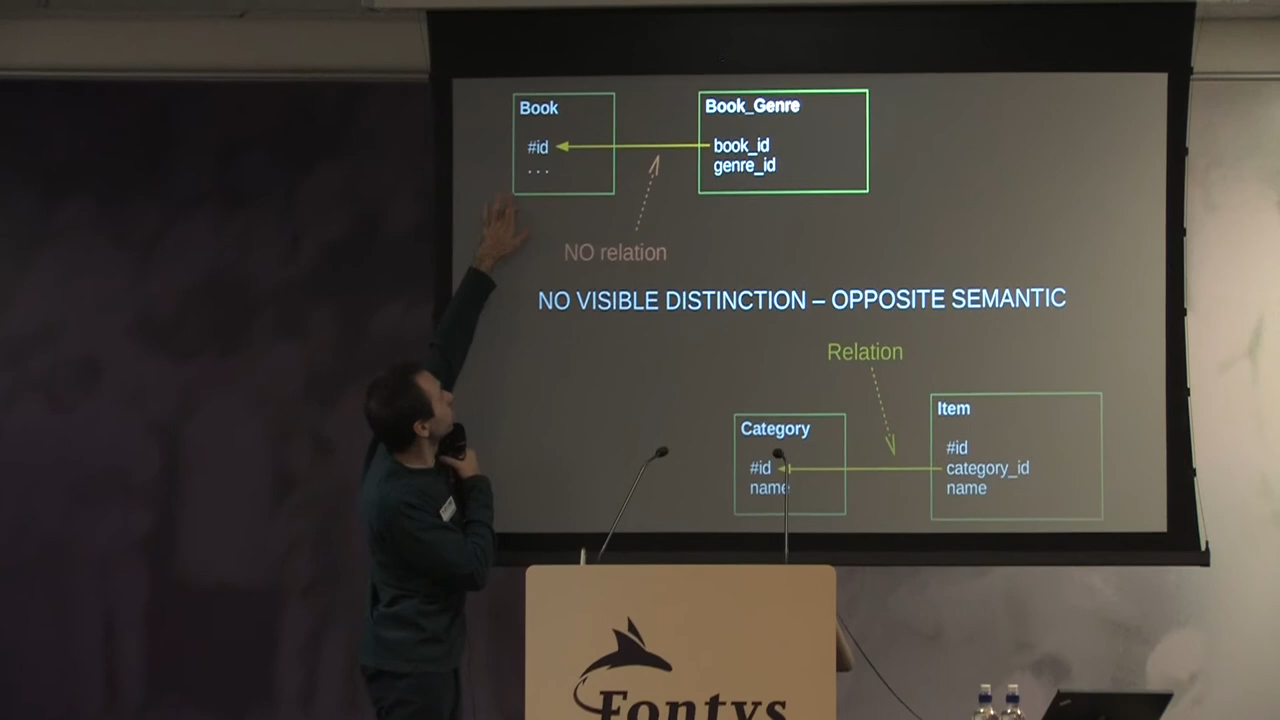 Book
#id
...
Book_Genre
book_id
genre_id
NO relation
NO VISIBLE DISTINCTION – OPPOSITE SEMANTIC
Relation
Category
#id
name
Item
#id
category_id
name
Fontys